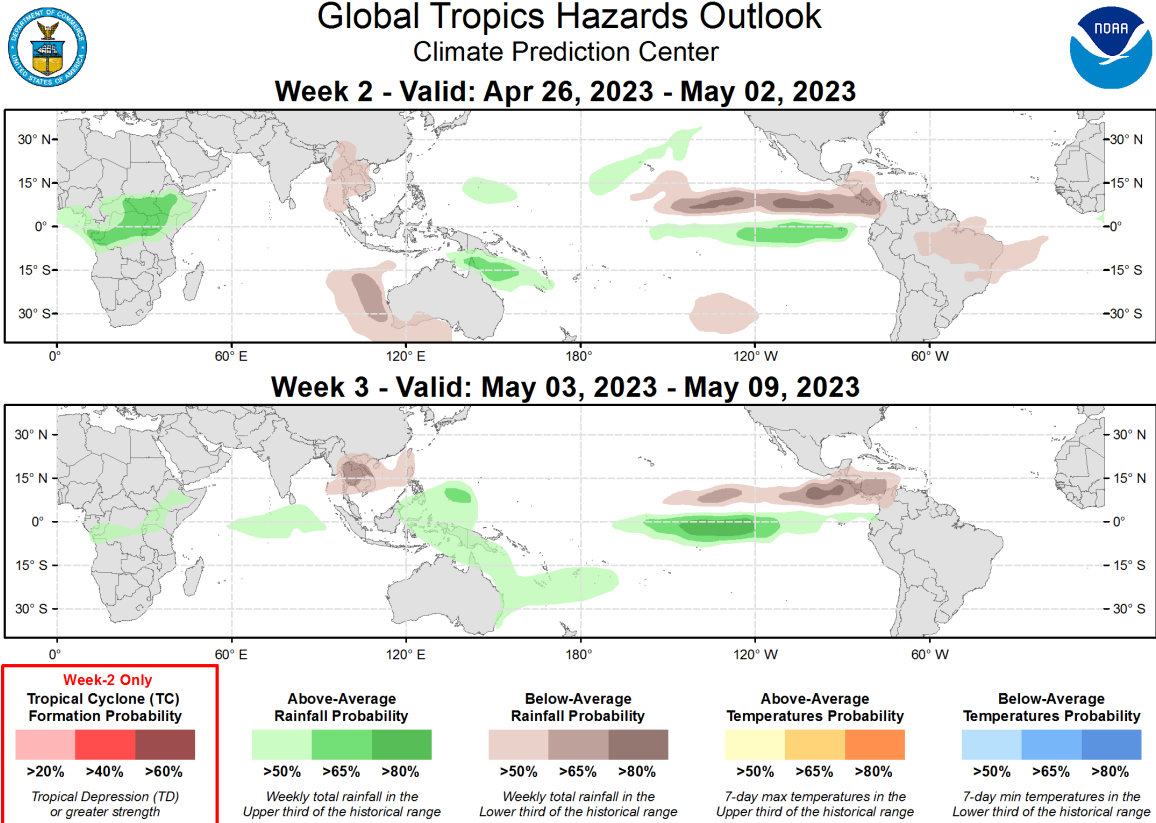 DEPARTMENT OF COMMERCE
UNITED STATES OF AMERICA
Global Tropics Hazards Outlook
Climate Prediction Center
NOAA
Week 2 - Valid: Apr 26, 2023 - May 02, 2023
30° N
30° N
15° N
15° N
0°
0°
15° S
15° S
30° S
30° S
0°
60° E
120° E
180°
120° W
60° W
Week 3 - Valid: May 03, 2023 - May 09, 2023
30° N
30° N
15° N
15° N
0°
0°
15° S
15° S
30° S
30° S
0°
60° E
120° E
180°
120° W
60° W
Week-2 Only
Tropical Cyclone (TC)
Formation Probability
>20% >40% >60%
Tropical Depression (TD)
or greater strength
Above-Average
Rainfall Probability
>50% >65% >80%
Weekly total rainfall in the
Upper third of the historical range
Below-Average
Rainfall Probability
>50% >65% >80%
Weekly total rainfall in the
Lower third of the historical range
Above-Average
Temperatures Probability
>50% >65% >80%
7-day max temperatures in the
Upper third of the historical range
Below-Average
Temperatures Probability
>50% >65% >80%
7-day min temperatures in the
Lower third of the historical range